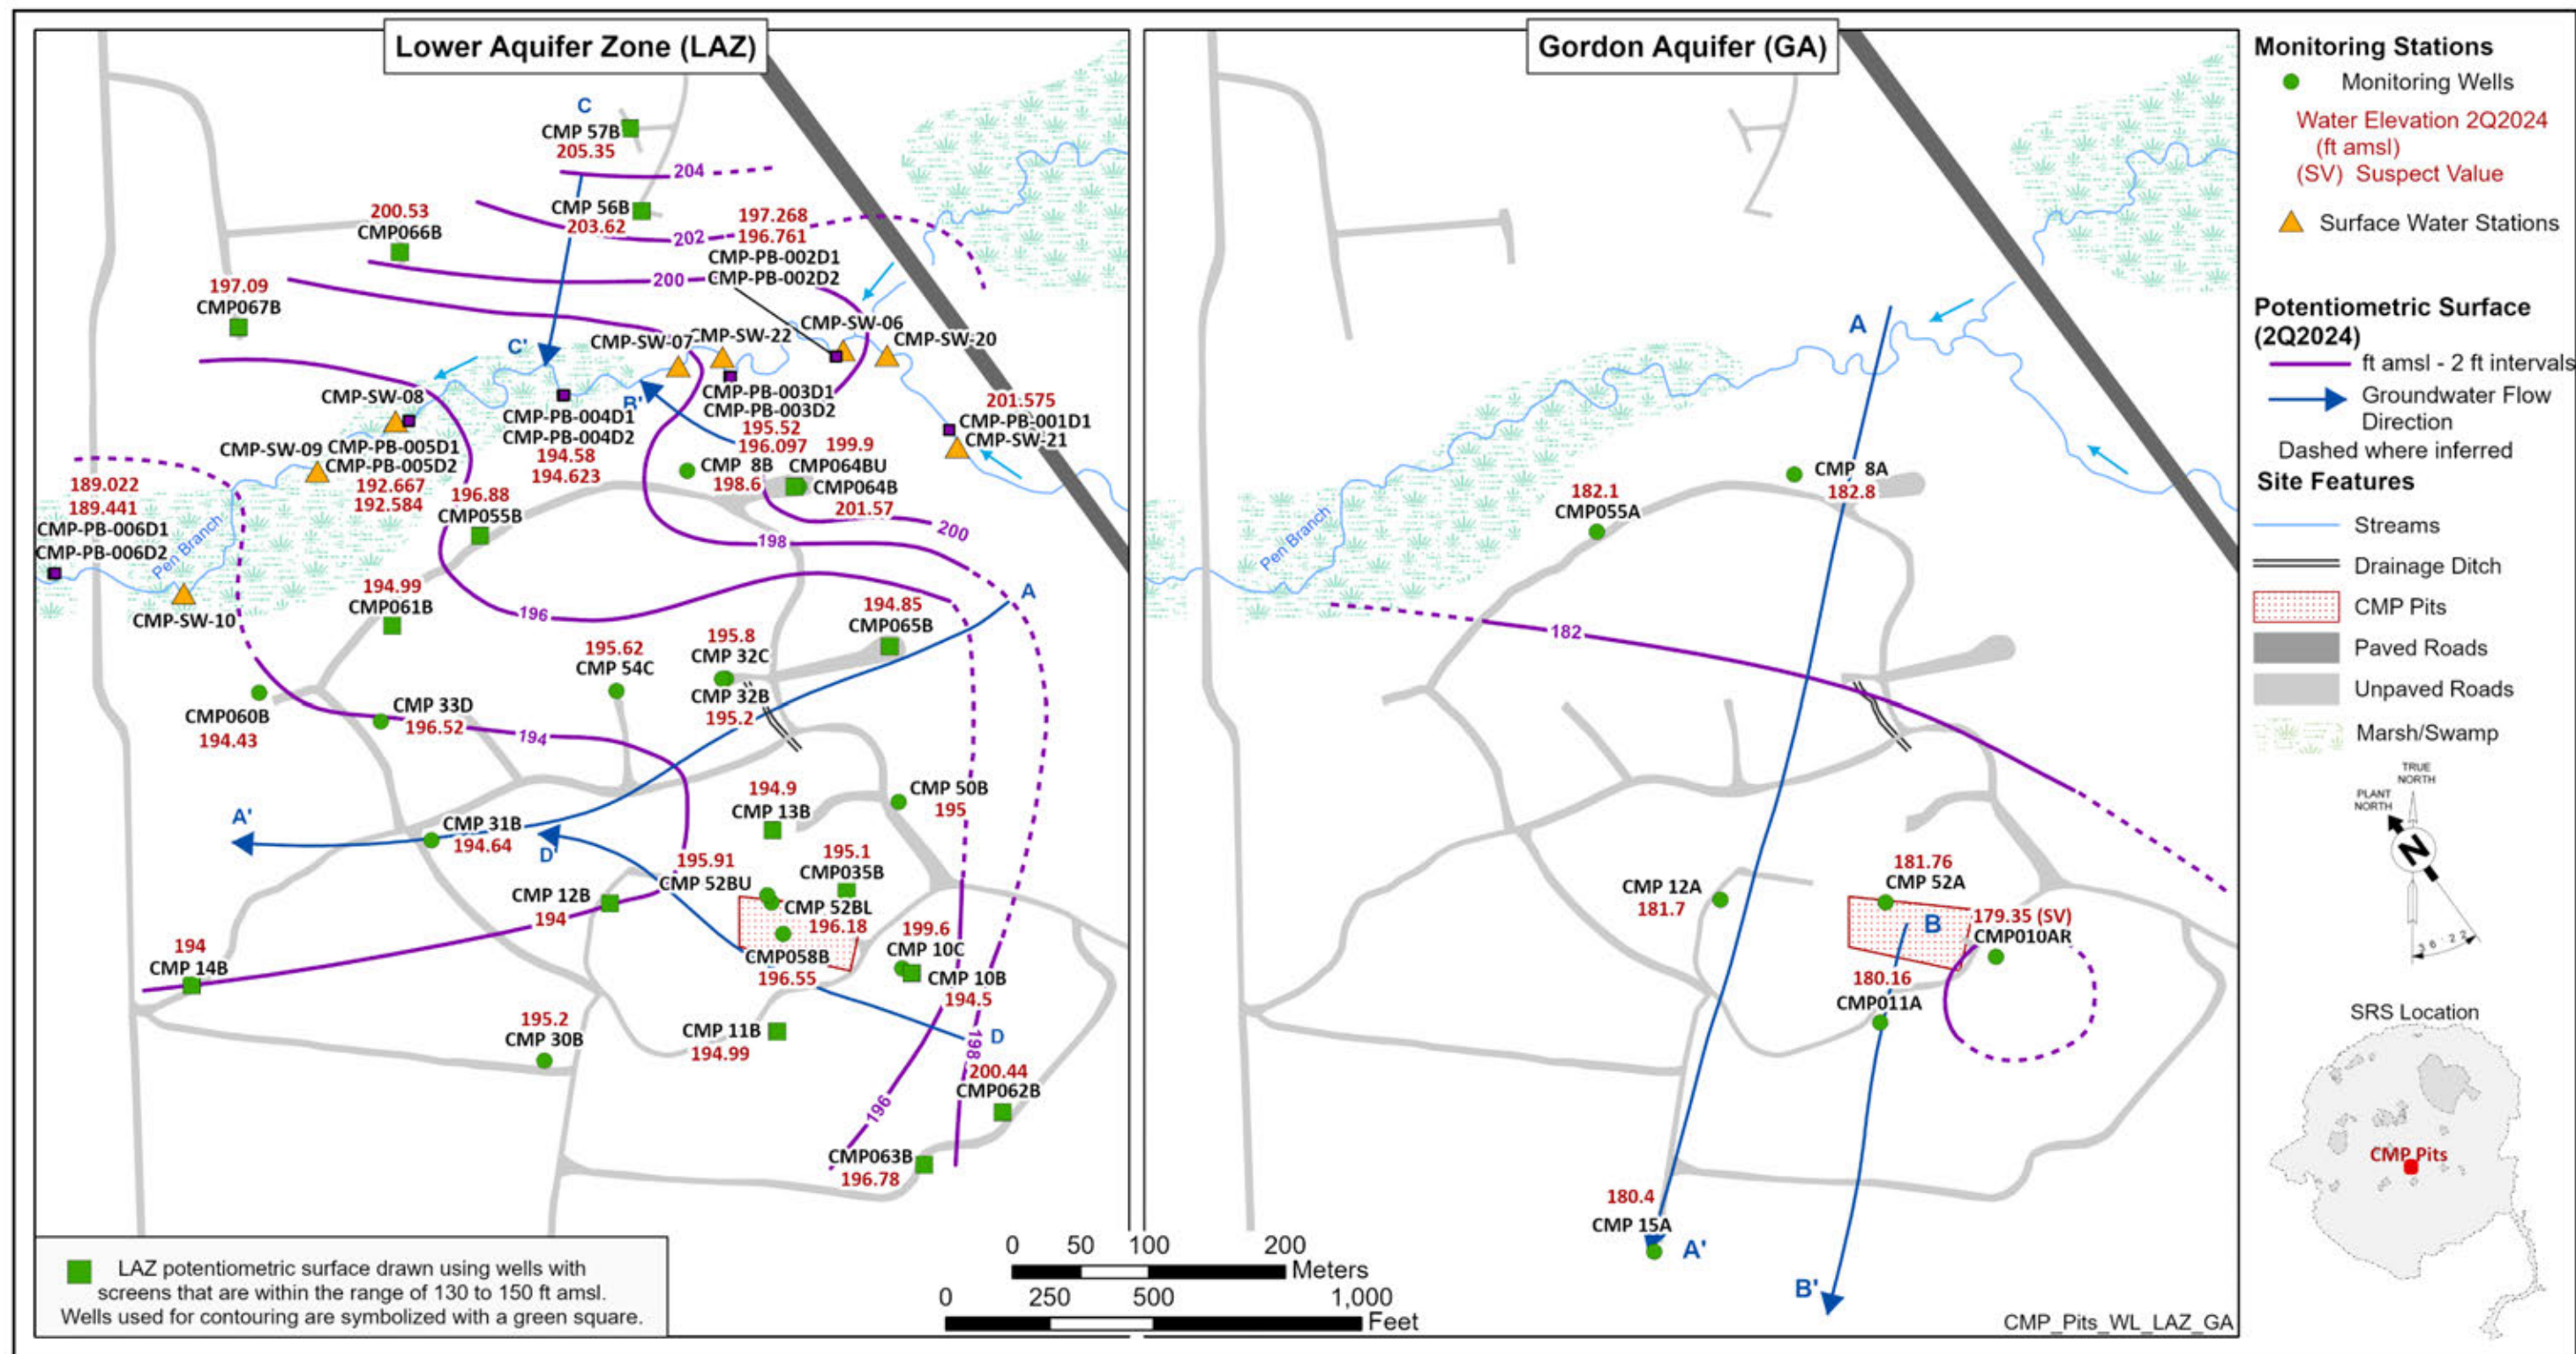 Lower Aquifer Zone (LAZ)
C
CMP 57B
205.35
204
CMP 56B
203.62
202
200.53
CMP066B
197.268
196.761
CMP-PB-002D1
CMP-PB-002D2
200
197.09
CMP067B
C'
CMP-SW-07
CMP-SW-22
CMP-SW-06
CMP-SW-20
CMP-SW-08
B'
CMP-PB-003D1
CMP-PB-003D2
195.52
196.097
201.575
CMP-PB-001D1
CMP-SW-21
CMP-PB-004D1
CMP-PB-004D2
194.58
194.623
CMP-SW-09
CMP-PB-005D1
CMP-PB-005D2
192.667
192.584
199.9
CMP064BU
CMP064B
201.57
CMP 8B
198.6
189.022
189.441
CMP-PB-006D1
CMP-PB-006D2
Pen Branch
196.88
CMP055B
200
198
CMP-SW-10
194.99
CMP061B
196
A
194.85
CMP065B
195.62
CMP 54C
195.8
CMP 32C
CMP 32B
195.2
CMP060B
194.43
CMP 33D
196.52
194
CMP 50B
195
194.9
CMP 13B
A'
CMP 31B
194.64
D'
195.91
CMP 52BU
195.1
CMP035B
CMP 12B
194
CMP 52BL
196.18
CMP058B
196.55
199.6
CMP 10C
CMP 10B
194.5
194
CMP 14B
195.2
CMP 30B
CMP 11B
194.99
D
198
200.44
CMP062B
196
CMP063B
196.78
LAZ potentiometric surface drawn using wells with
screens that are within the range of 130 to 150 ft amsl.
Wells used for contouring are symbolized with a green square.
0 50 100 200
Meters
0 250 500 1,000
Feet
Gordon Aquifer (GA)
A
CMP 8A
182.8
182.1
CMP055A
Pen Branch
182
181.76
CMP 52A
CMP 12A
181.7
B
179.35 (SV)
CMP010AR
180.16
CMP011A
180.4
CMP 15A
A'
B'
CMP_Pits_WL_LAZ_GA
Monitoring Stations
Monitoring Wells
Water Elevation 2Q2024
(ft amsl)
(SV) Suspect Value
Surface Water Stations
Potentiometric Surface
(2Q2024)
ft amsl - 2 ft intervals
Groundwater Flow
Direction
Dashed where inferred
Site Features
Streams
Drainage Ditch
CMP Pits
Paved Roads
Unpaved Roads
Marsh/Swamp
TRUE
NORTH
PLANT
NORTH
N
SRS Location
CMP Pits